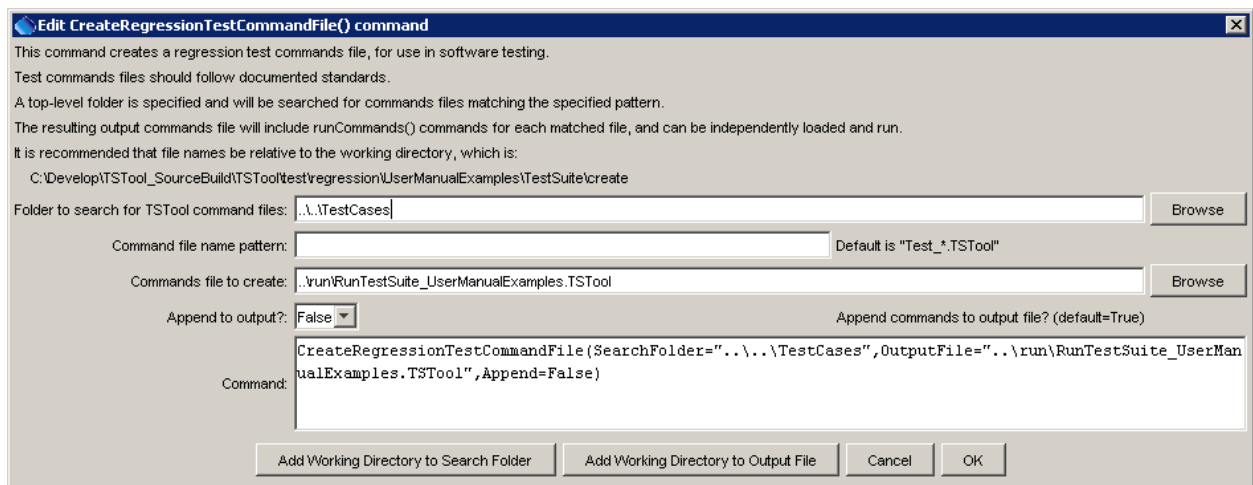 Edit CreateRegressionTestCommandFile() command
This command creates a regression test commands file, for use in software testing.
Test commands files should follow documented standards.
A top-level folder is specified and will be searched for commands files matching the specified pattern.
The resulting output commands file will include runCommands() commands for each matched file, and can be independently loaded and run.
It is recommended that file names be relative to the working directory, which is:
C:\Develop\TSTool_SourceBuild\TSTool\test\regression\UserManualExamples\TestSuite\create
Folder to search for TSTool command files: ..\..\TestCases Browse
Command file name pattern: Default is "Test_*.TSTool"
Commands file to create: ..\run\RunTestSuite_UserManualExamples.TSTool Browse
Append to output?: False Append commands to output file? (default=True)
CreateRegressionTestCommandFile(SearchFolder="..\..\TestCases",OutputFile="..\run\RunTestSuite_UserMan
ualExamples.TSTool",Append=False)
Command:
Add Working Directory to Search Folder Add Working Directory to Output File Cancel OK